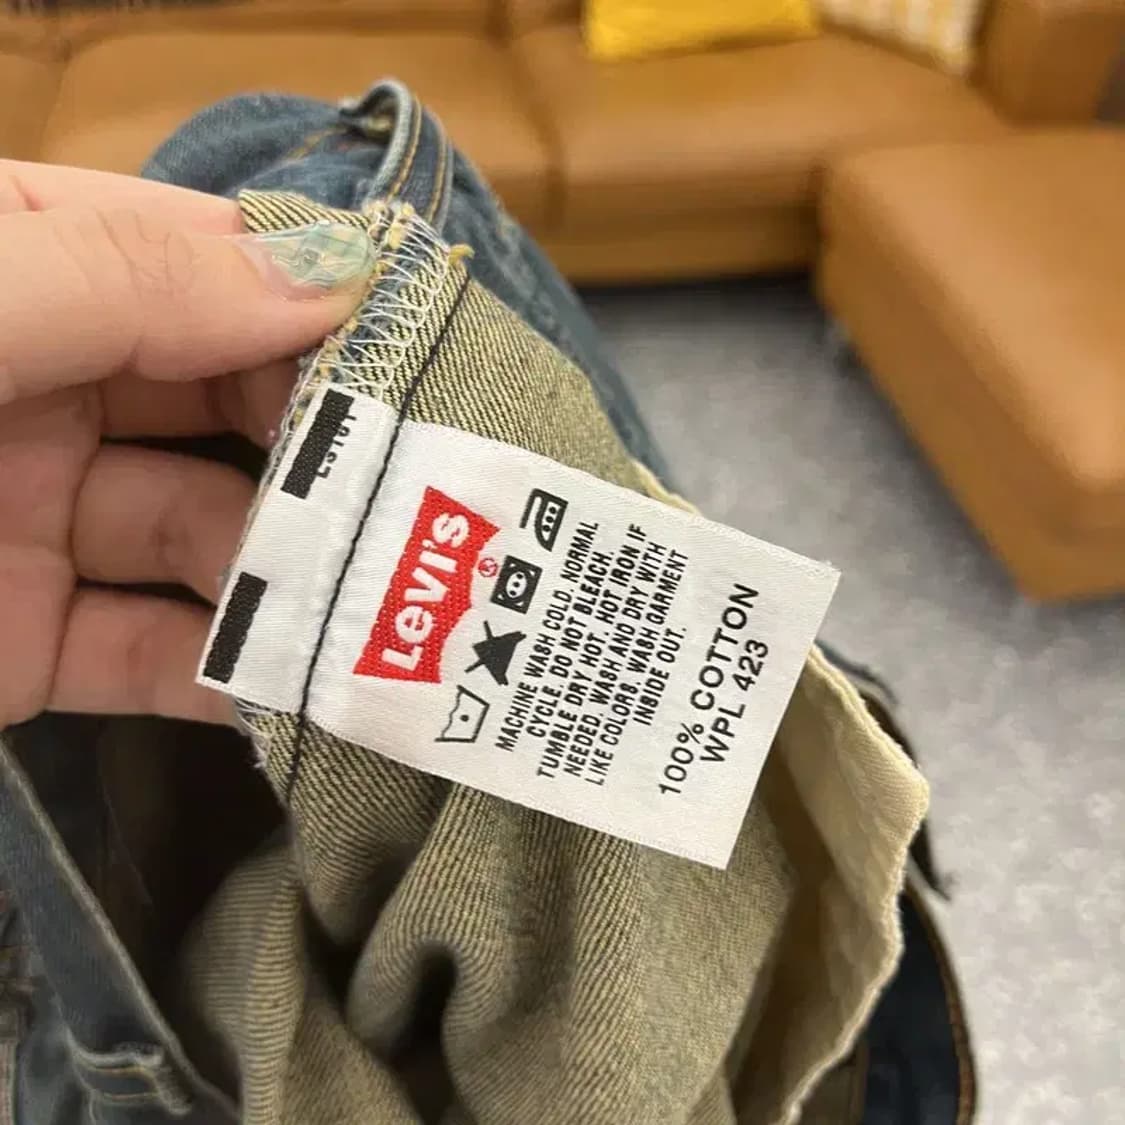 Levi's
MACHINE WASH COLD, NORMAL
CYCLE. DO NOT BLEACH.
TUMBLE DRY HOT. HOT IRON IF
NEEDED. WASH AND DRY WITH
LIKE COLORS. WASH GARMENT
INSIDE OUT.
100% COTTON
WPL 423